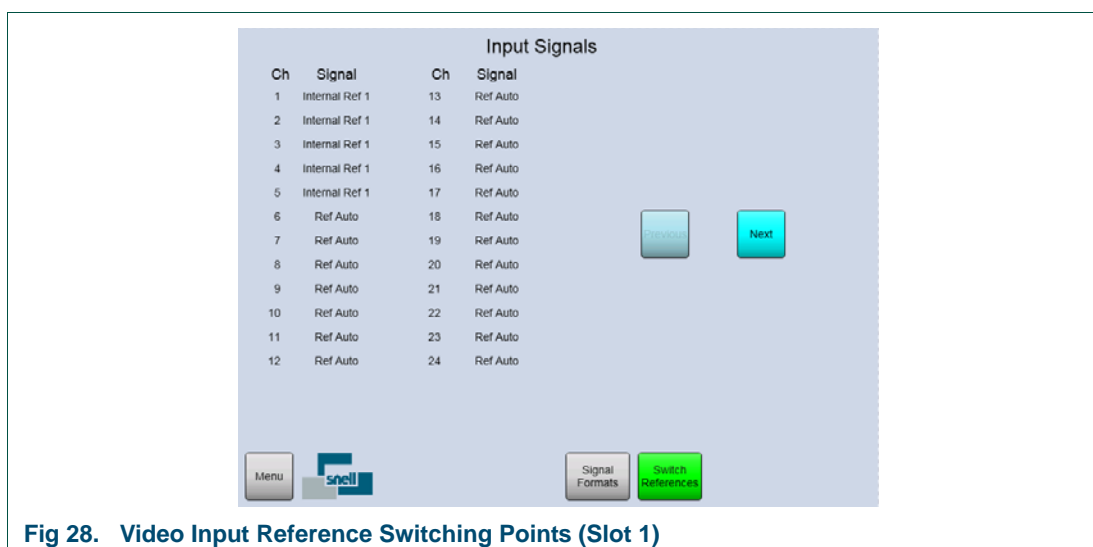 Input Signals
Ch Signal Ch Signal
1 Internal Ref 1 13 Ref Auto
2 Internal Ref 1 14 Ref Auto
3 Internal Ref 1 15 Ref Auto
4 Internal Ref 1 16 Ref Auto
5 Internal Ref 1 17 Ref Auto
6 Ref Auto 18 Ref Auto
7 Ref Auto 19 Ref Auto
8 Ref Auto 20 Ref Auto
9 Ref Auto 21 Ref Auto
10 Ref Auto 22 Ref Auto
11 Ref Auto 23 Ref Auto
12 Ref Auto 24 Ref Auto
Previous Next
Menu
snell
Signal
Formats
Switch
References
Fig 28. Video Input Reference Switching Points (Slot 1)